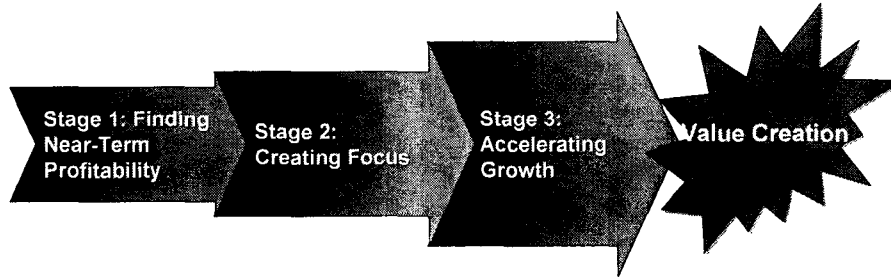 Stage 1: Finding
Near-Term
Profitability
Stage 2:
Creating Focus
Stage 3:
Accelerating
Growth
Value Creation